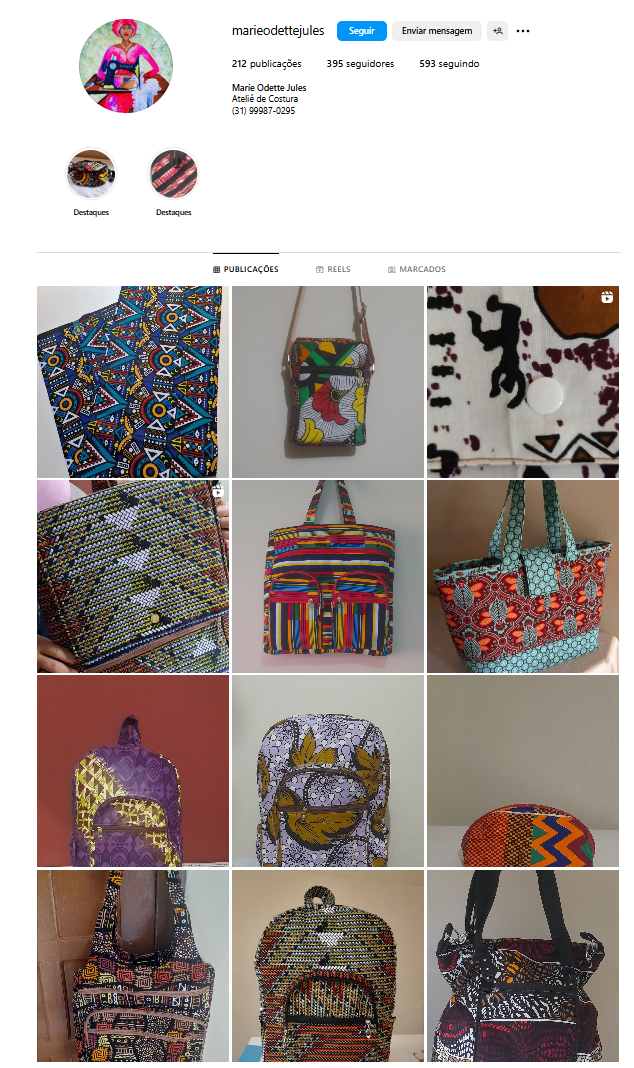 marieodettejules Seguir Enviar mensagem
212 publicações 395 seguidores 593 seguindo
Marie Odette Jules
Ateliê de Costura
(31) 99987-0295
Destaques Destaques
PUBLICAÇÕES REELS MARCADOS